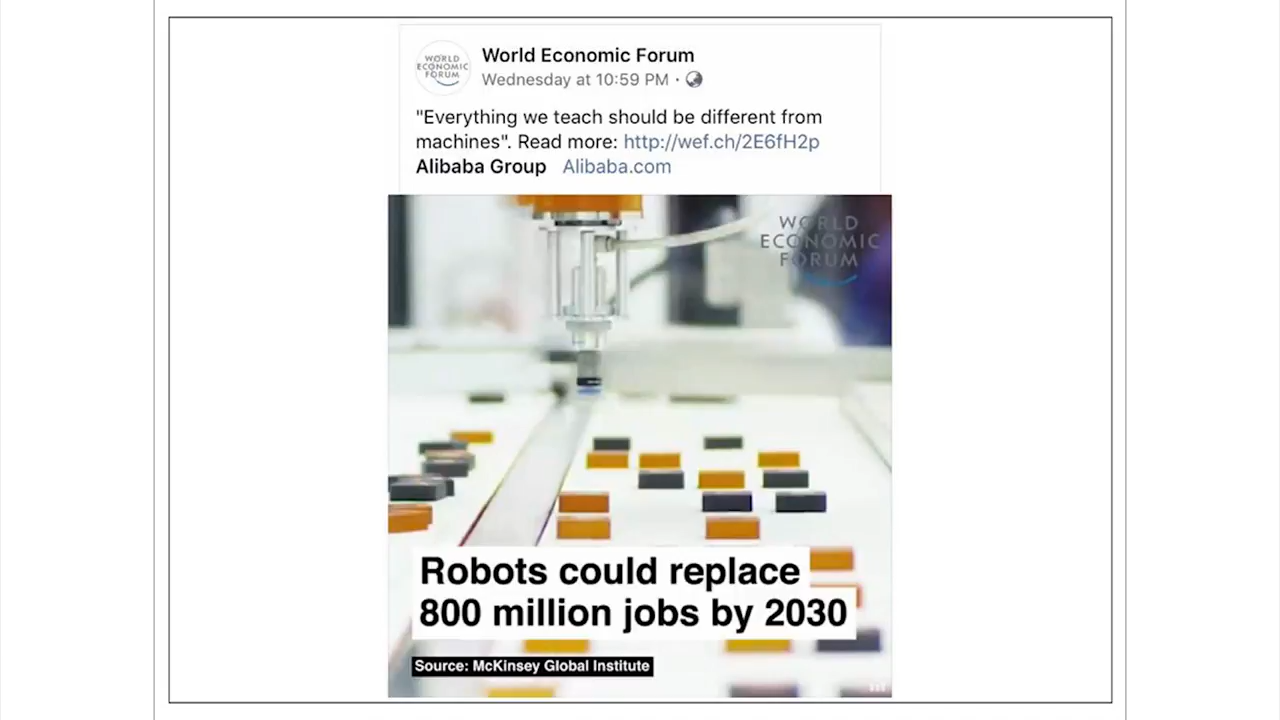 WORLD
ECONOMIC
FORUM
World Economic Forum
Wednesday at 10:59 PM ·
"Everything we teach should be different from
machines". Read more: http://wef.ch/2E6fH2p
Alibaba Group Alibaba.com
WORLD
ECONOMIC
FORUM
Robots could replace
800 million jobs by 2030
Source: McKinsey Global Institute